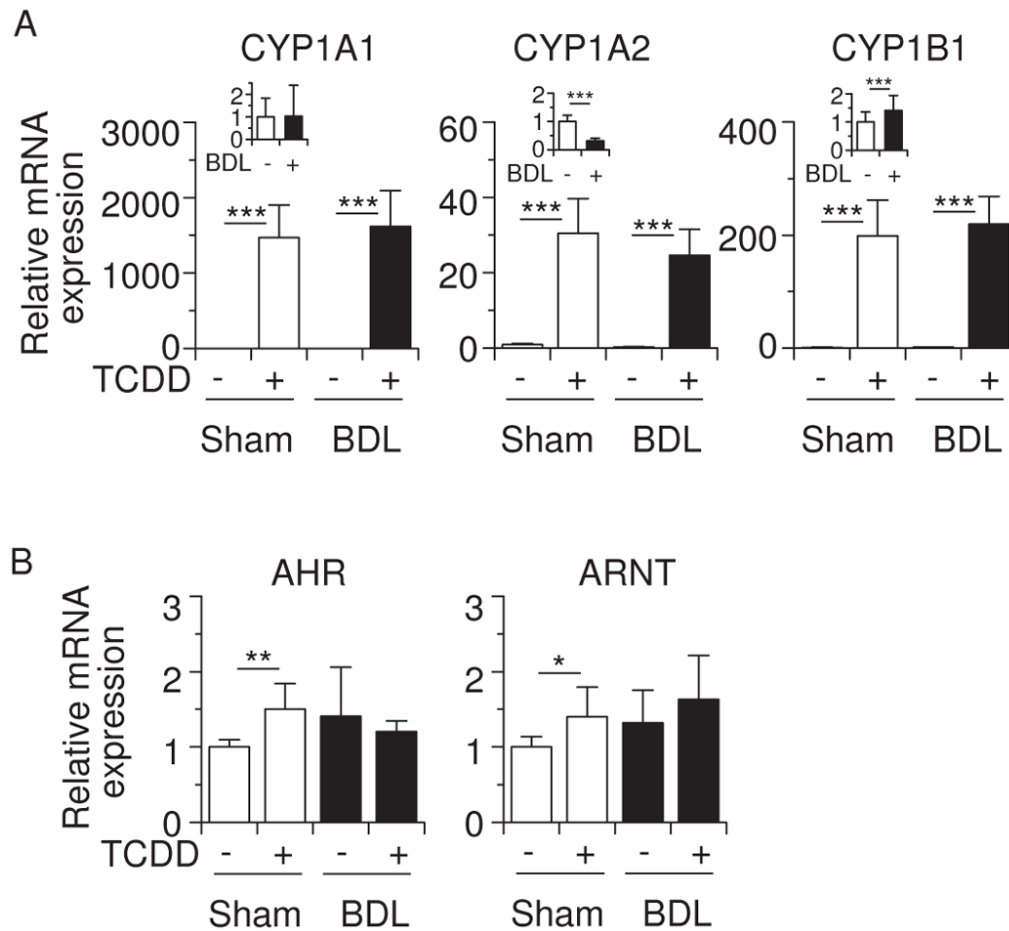 A
CYP1A1 CYP1A2 CYP1B1
2 1 0
BDL - +
*** 2 1 0
BDL - +
*** 2 1 0
BDL - +
Relative mRNA expression
3000 2000 1000 0
*** ***
60 40 20 0
*** ***
400 200 0
*** ***
TCDD - + - + - + - + - + - +
Sham BDL Sham BDL Sham BDL
B
AHR ARNT
Relative mRNA expression
3 2 1 0
**
3 2 1 0
*
TCDD - + - + - + - +
Sham BDL Sham BDL